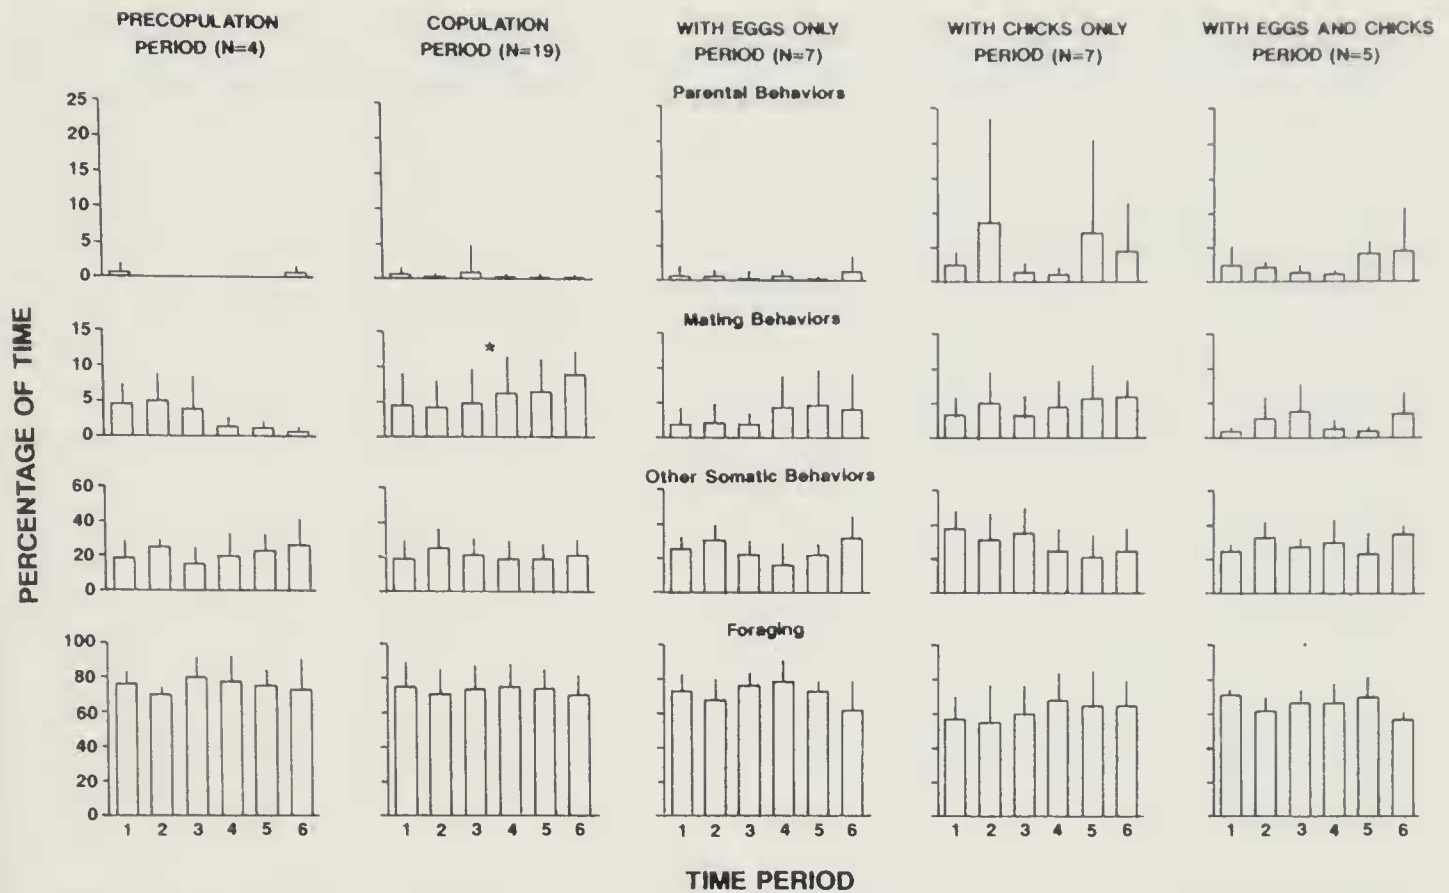 PRECOPULATION
PERIOD (N=4)
COPULATION
PERIOD (N=19)
WITH EGGS ONLY
PERIOD (N=7)
WITH CHICKS ONLY
PERIOD (N=7)
WITH EGGS AND CHICKS
PERIOD (N=5)
Parental Behaviors
25
20
15
10
5
0
Mating Behaviors
15
10
5
0
*
Other Somatic Behaviors
60
40
20
0
Foraging
100
80
60
40
20
0
PERCENTAGE OF TIME
1 2 3 4 5 6
1 2 3 4 5 6
1 2 3 4 5 6
1 2 3 4 5 6
1 2 3 4 5 6
TIME PERIOD